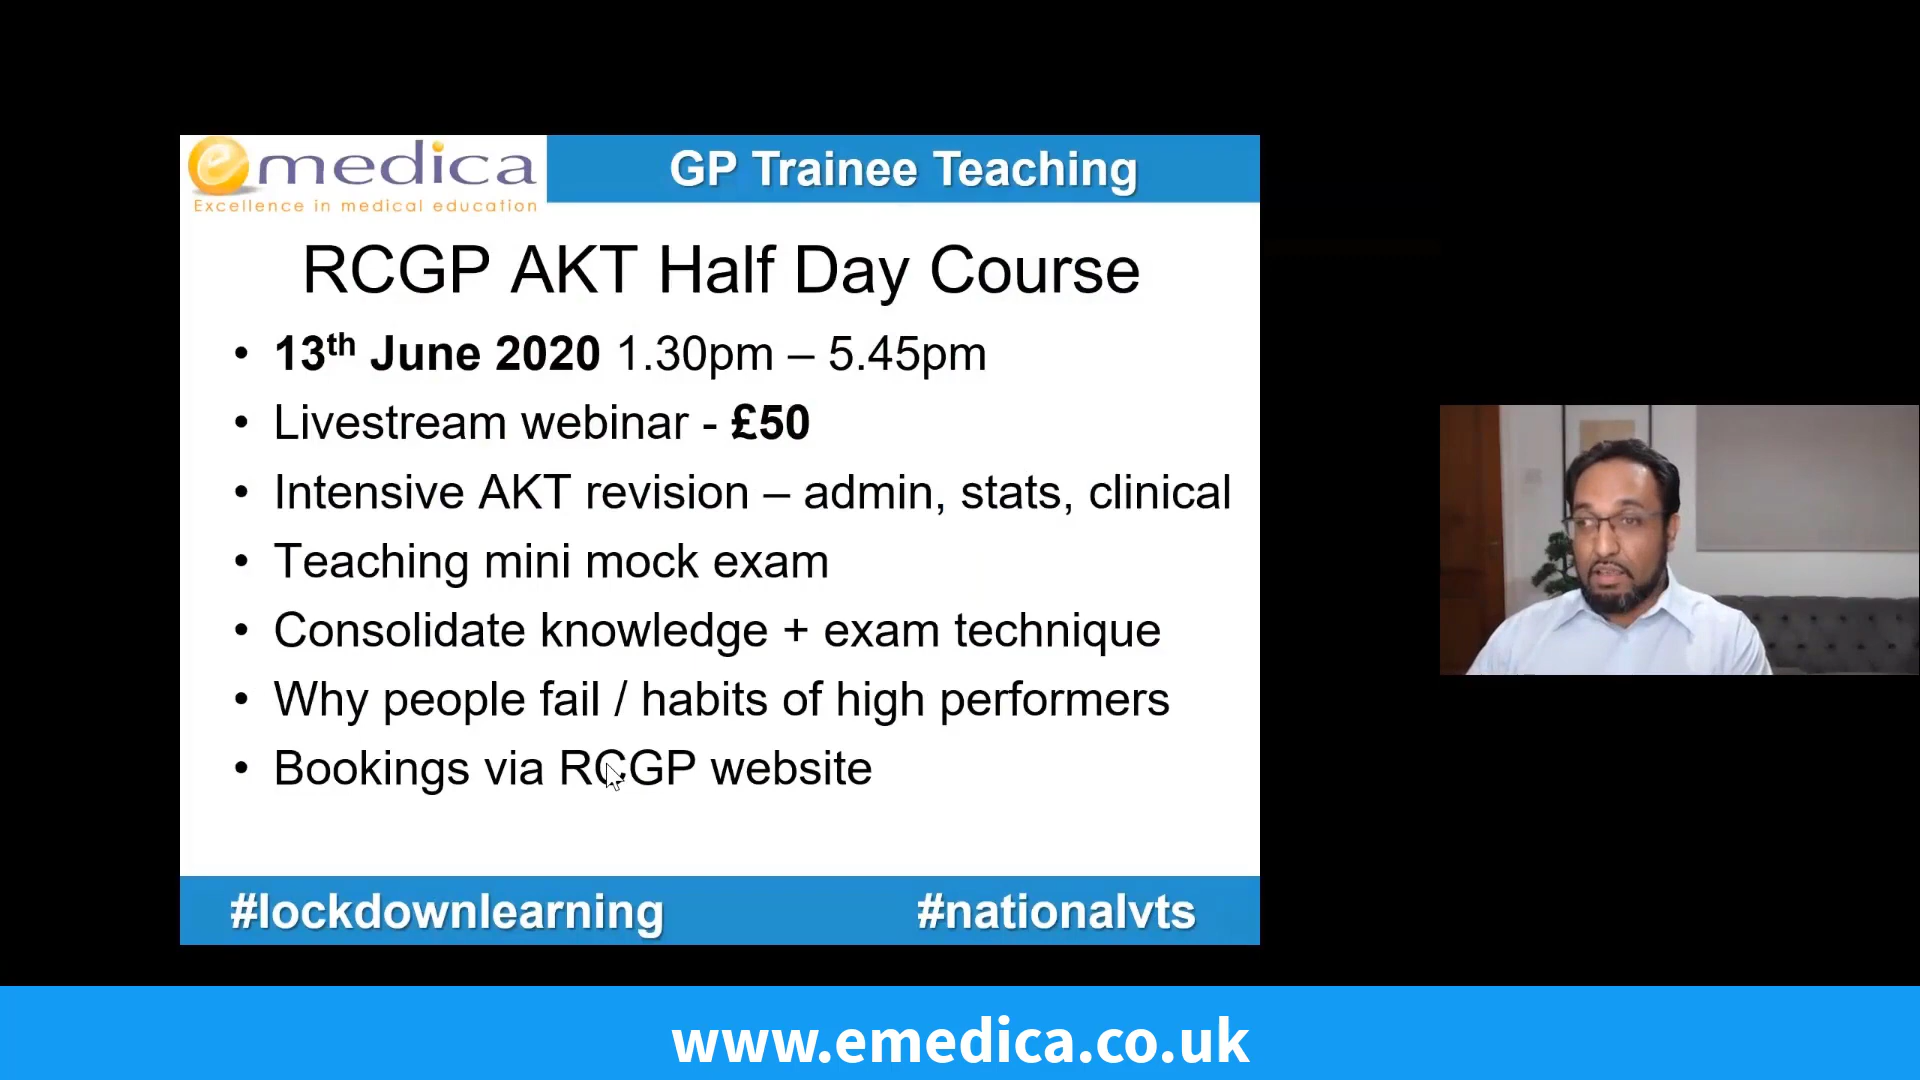 emedica
Excellence in medical education
GP Trainee Teaching
RCGP AKT Half Day Course
• 13th June 2020 1.30pm – 5.45pm
• Livestream webinar - £50
• Intensive AKT revision – admin, stats, clinical
• Teaching mini mock exam
• Consolidate knowledge + exam technique
• Why people fail / habits of high performers
• Bookings via RCGP website
#lockdownlearning
#nationalvts
www.emedica.co.uk